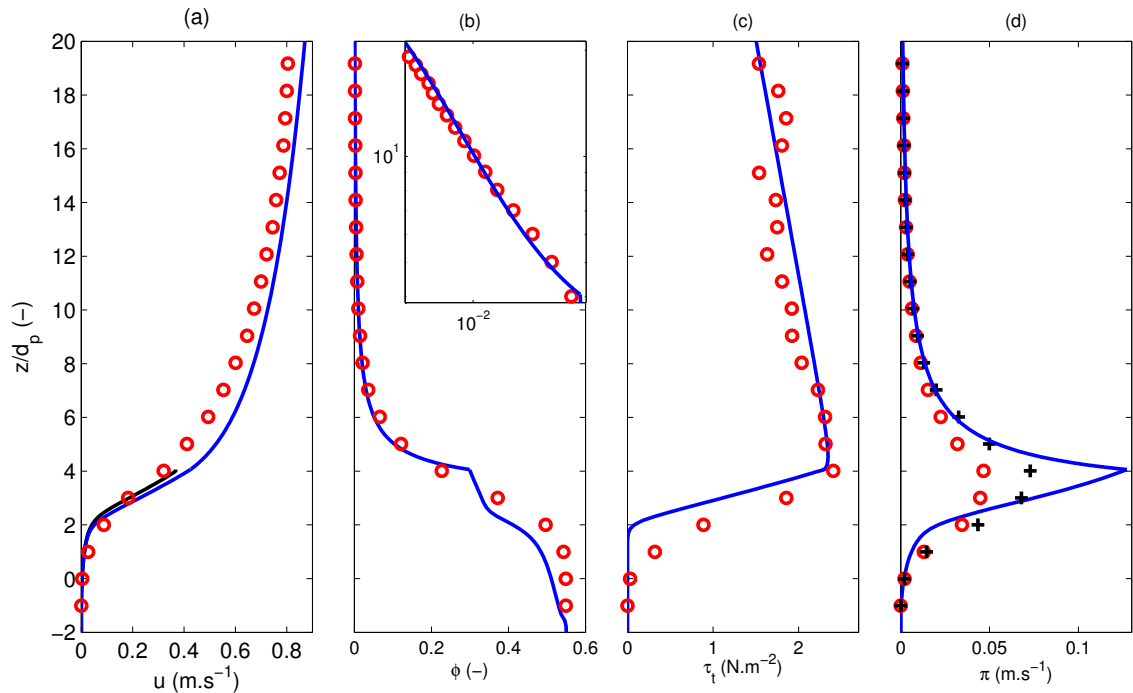 (a)
(b)
(c)
(d)
z/d_p (−)
20
18
16
14
12
10
8
6
4
2
0
−2
10^1
10^−2
0 0.2 0.4 0.6 0.8
0 0.2 0.4 0.6
0 1 2
0 0.05 0.1
u (m.s^−1)
ϕ (−)
τ_t (N.m^−2)
π (m.s^−1)